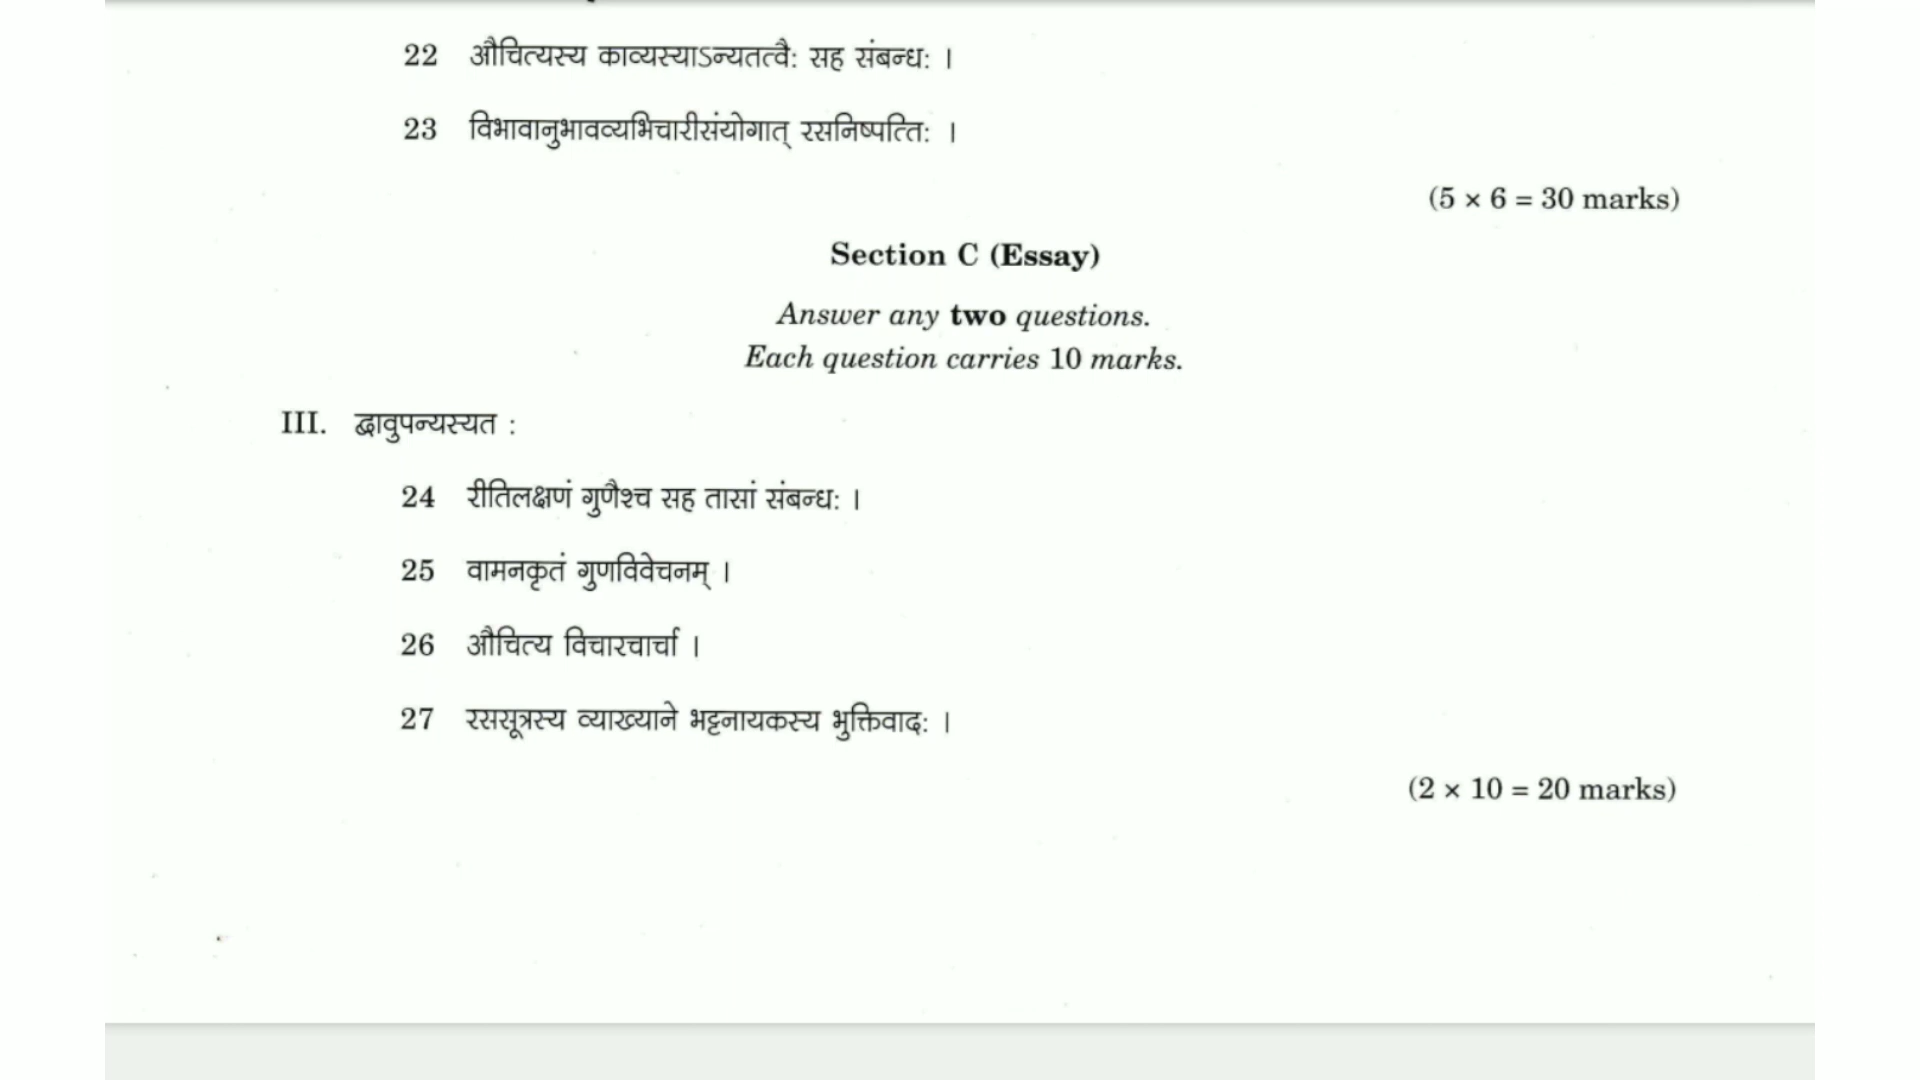 22 औचित्यस्य काव्यस्याऽन्यतत्वैः सह संबन्धः ।
23 विभावानुभावव्यभिचारीसंयोगात् रसनिष्पत्तिः ।
(5 × 6 = 30 marks)
Section C (Essay)
Answer any two questions.
Each question carries 10 marks.
III. द्वावुपन्यस्यत :
24 रीतिलक्षणं गुणैश्च सह तासां संबन्धः ।
25 वामनकृतं गुणविवेचनम् ।
26 औचित्य विचारचार्चा ।
27 रससूत्रस्य व्याख्याने भट्टनायकस्य भुक्तिवादः ।
(2 × 10 = 20 marks)